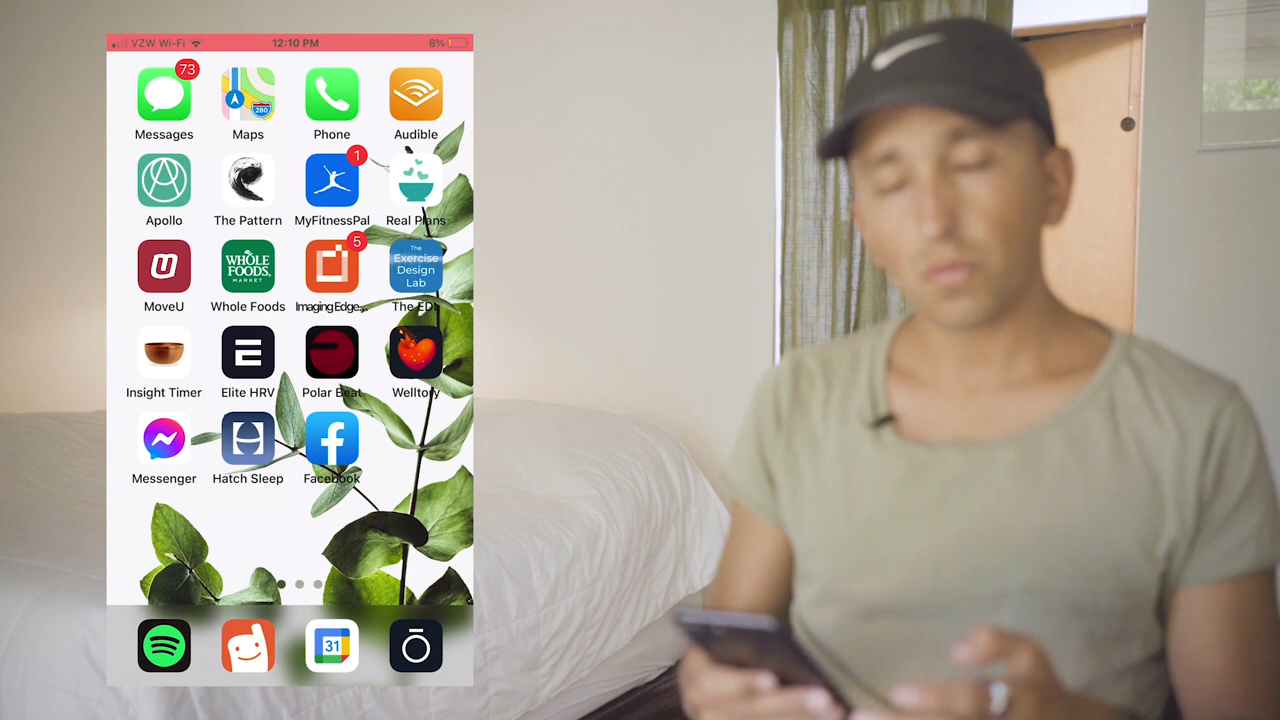 VZW Wi-Fi 12:10 PM 8%
73
280
Messages Maps Phone Audible
1
Apollo The Pattern MyFitnessPal Real Plans
5
WHOLE
FOODS
MARKET
The
Exercise
Design
Lab
MoveU Whole Foods Imaging Edge... The EDL
Insight Timer Elite HRV Polar Beat Welltory
Messenger Hatch Sleep Facebook
31